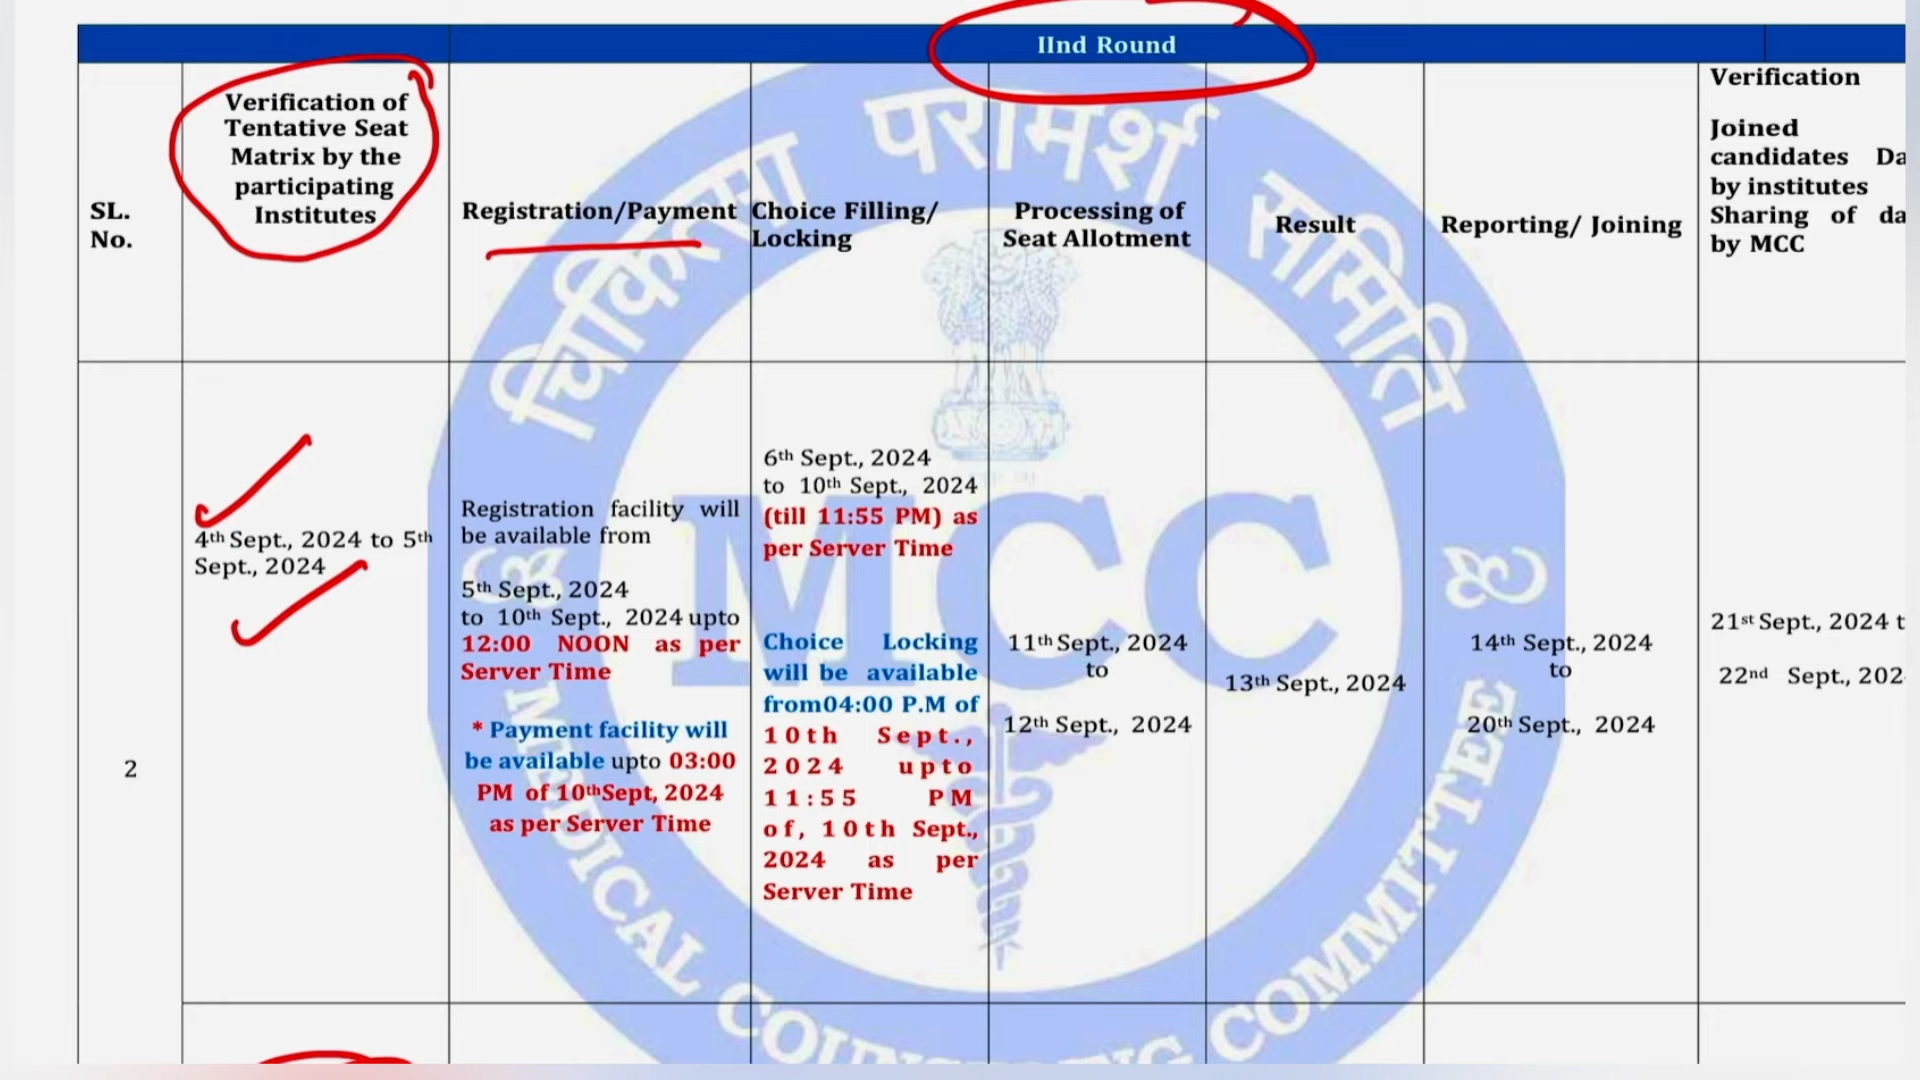 IInd Round
SL.
No.
Verification of
Tentative Seat
Matrix by the
participating
Institutes
Registration/Payment
Choice Filling/
Locking
Processing of
Seat Allotment
Result
Reporting/ Joining
Verification
Joined
candidates Da
by institutes
Sharing of da
by MCC
2
4th Sept., 2024 to 5th
Sept., 2024
Registration facility will
be available from
5th Sept., 2024
to 10th Sept., 2024 upto
12:00 NOON as per
Server Time
* Payment facility will
be available upto 03:00
PM of 10thSept, 2024
as per Server Time
6th Sept., 2024
to 10th Sept., 2024
(till 11:55 PM) as
per Server Time
Choice Locking
will be available
from04:00 P.M of
10th Sept.,
2024 upto
11:55 PM
of, 10th Sept.,
2024 as per
Server Time
11th Sept., 2024
to
12th Sept., 2024
13th Sept., 2024
14th Sept., 2024
to
20th Sept., 2024
21st Sept., 2024 t
22nd Sept., 202
चिकित्सा परामर्श समिति
MCC
MEDICAL COUNSELING COMMITTEE